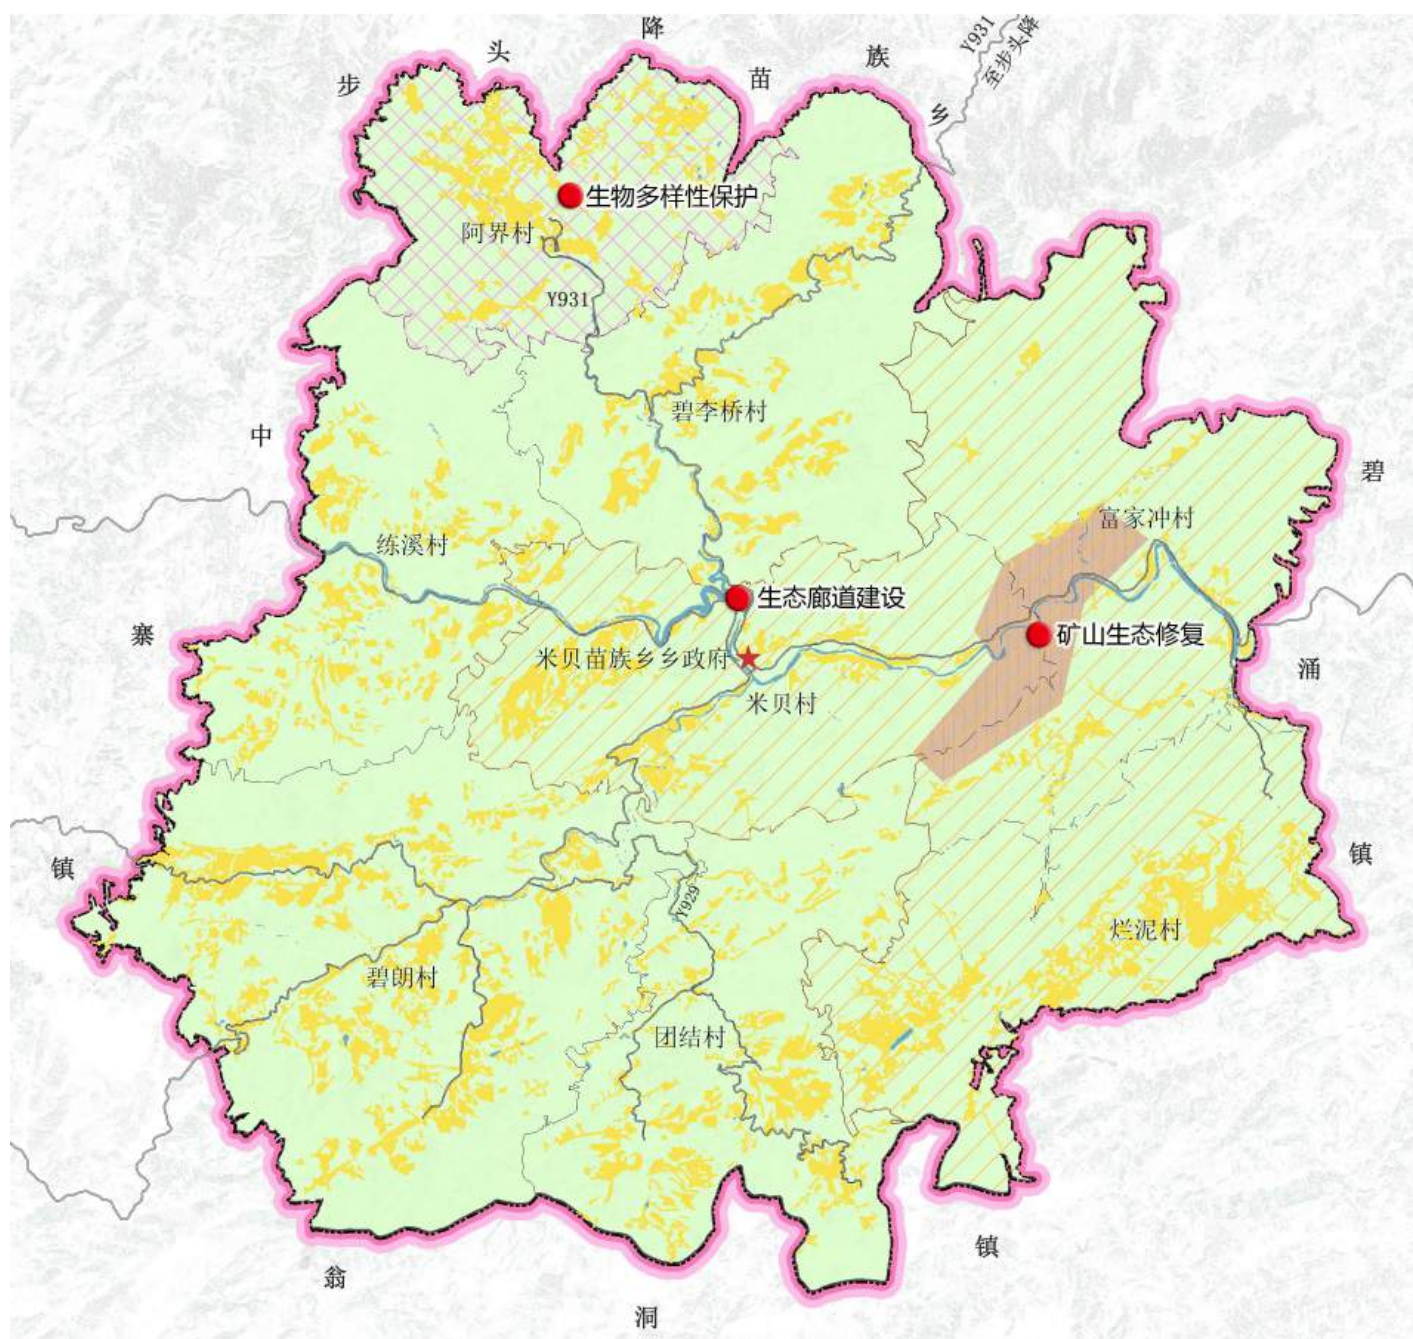 步头降苗族乡
Y931
至步头降
生物多样性保护
阿界村
Y931
碧李桥村
中寨镇
碧涌镇
富家冲村
练溪村
生态廊道建设
矿山生态修复
米贝苗族乡乡政府
米贝村
Y929
烂泥村
碧朗村
团结村
翁洞镇